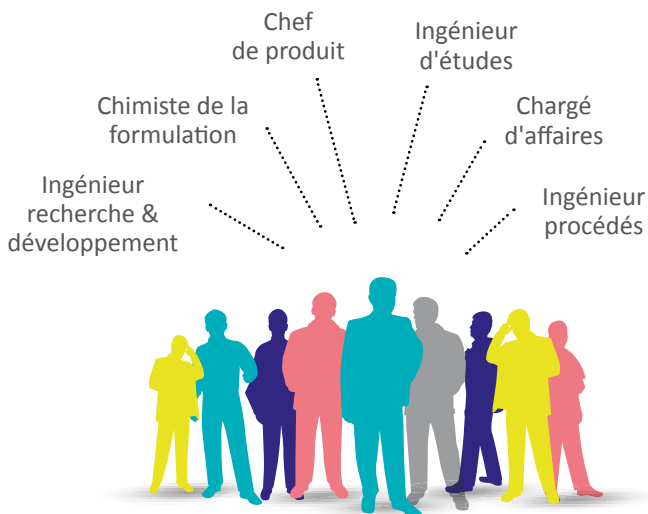 Chef
de produit
Ingénieur
d'études
Chimiste de la
formulation
Chargé
d'affaires
Ingénieur
recherche &
développement
Ingénieur
procédés